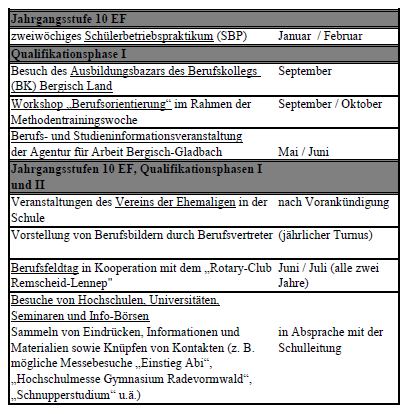 Jahrgangsstufe 10 EF
zweiwöchiges Schülerbetriebspraktikum (SBP) Januar / Februar
Qualifikationsphase I
Besuch des Ausbildungsbazars des Berufskollegs September
(BK) Bergisch Land
Workshop „Berufsorientierung“ im Rahmen der September / Oktober
Methodentrainingswoche
Berufs- und Studieninformationsveranstaltung
der Agentur für Arbeit Bergisch-Gladbach Mai / Juni
Jahrgangsstufen 10 EF, Qualifikationsphasen I
und II
Veranstaltungen des Vereins der Ehemaligen in der nach Vorankündigung
Schule
Vorstellung von Berufsbildern durch Berufsvertreter (jährlicher Turnus)
Berufsfeldtag in Kooperation mit dem „Rotary-Club Juni / Juli (alle zwei
Remscheid-Lennep" Jahre)
Besuche von Hochschulen, Universitäten,
Seminaren und Info-Börsen
Sammeln von Eindrücken, Informationen und in Absprache mit der
Materialien sowie Knüpfen von Kontakten (z. B. Schulleitung
mögliche Messebesuche „Einstieg Abi“,
„Hochschulmesse Gymnasium Radevormwald“,
„Schnupperstudium“ u.ä.)